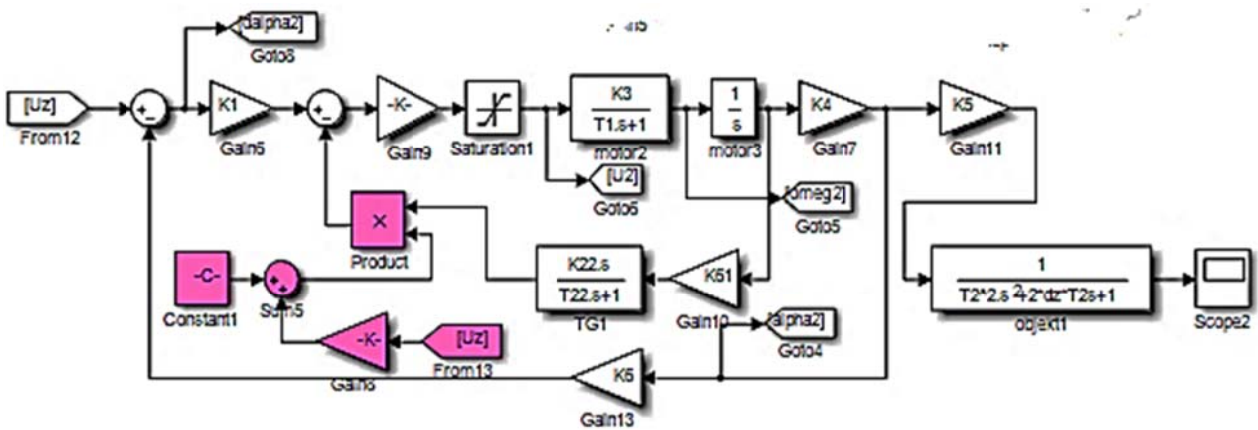 [dalpha2]
Goto8
[Uz]
From12
K1
Gain6
-K-
Gain9
Saturation1
K3
T1.s+1
motor2
1
s
motor3
K4
Gain7
K5
Gain11
[U2]
Goto6
[omeg2]
Goto5
×
Product
-C-
Constant1
Sum5
K22.s
T22.s+1
TG1
K51
Gain10
1
T2^2.s^2+2*dz*T2s+1
objekt1
Scope2
[alpha2]
Goto4
-K-
Gain8
[Uz]
From13
K6
Gain13